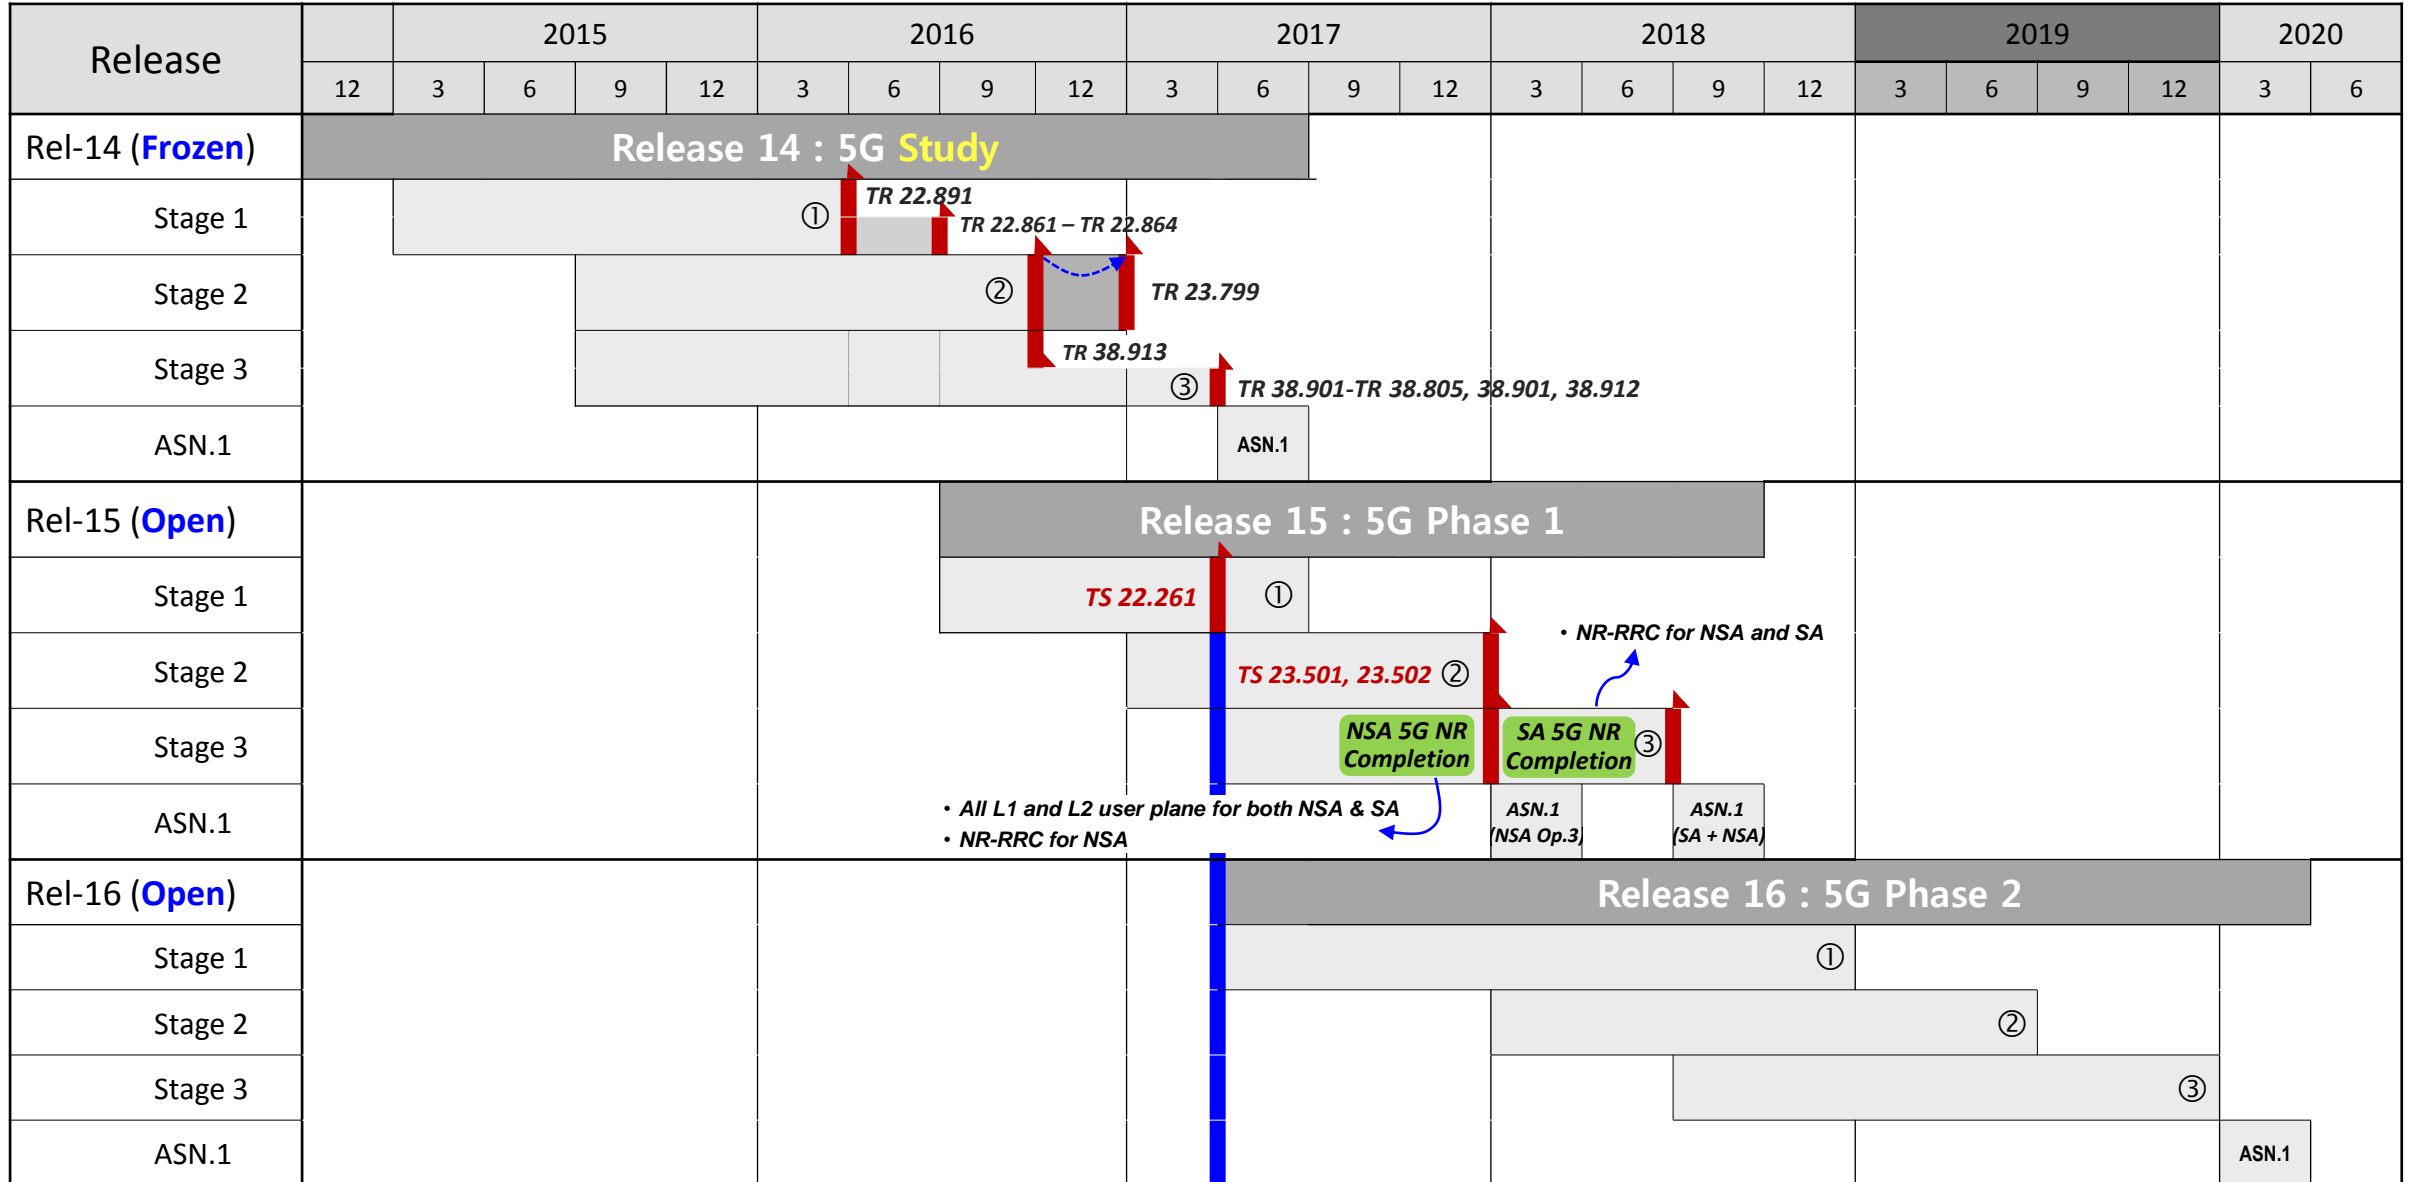 Release
2015 2016 2017 2018 2019 2020
12 3 6 9 12 3 6 9 12 3 6 9 12 3 6 9 12 3 6 9 12 3 6
Rel-14 (Frozen)
Release 14 : 5G Study
Stage 1
①
TR 22.891
TR 22.861 – TR 22.864
Stage 2
②
TR 23.799
Stage 3
TR 38.913
③
TR 38.901-TR 38.805, 38.901, 38.912
ASN.1
ASN.1
Rel-15 (Open)
Release 15 : 5G Phase 1
Stage 1
TS 22.261
①
Stage 2
TS 23.501, 23.502 ②
• NR-RRC for NSA and SA
Stage 3
NSA 5G NR
Completion
SA 5G NR
Completion
③
ASN.1
• All L1 and L2 user plane for both NSA & SA
• NR-RRC for NSA
ASN.1
(NSA Op.3)
ASN.1
(SA + NSA)
Rel-16 (Open)
Release 16 : 5G Phase 2
Stage 1
①
Stage 2
②
Stage 3
③
ASN.1
ASN.1